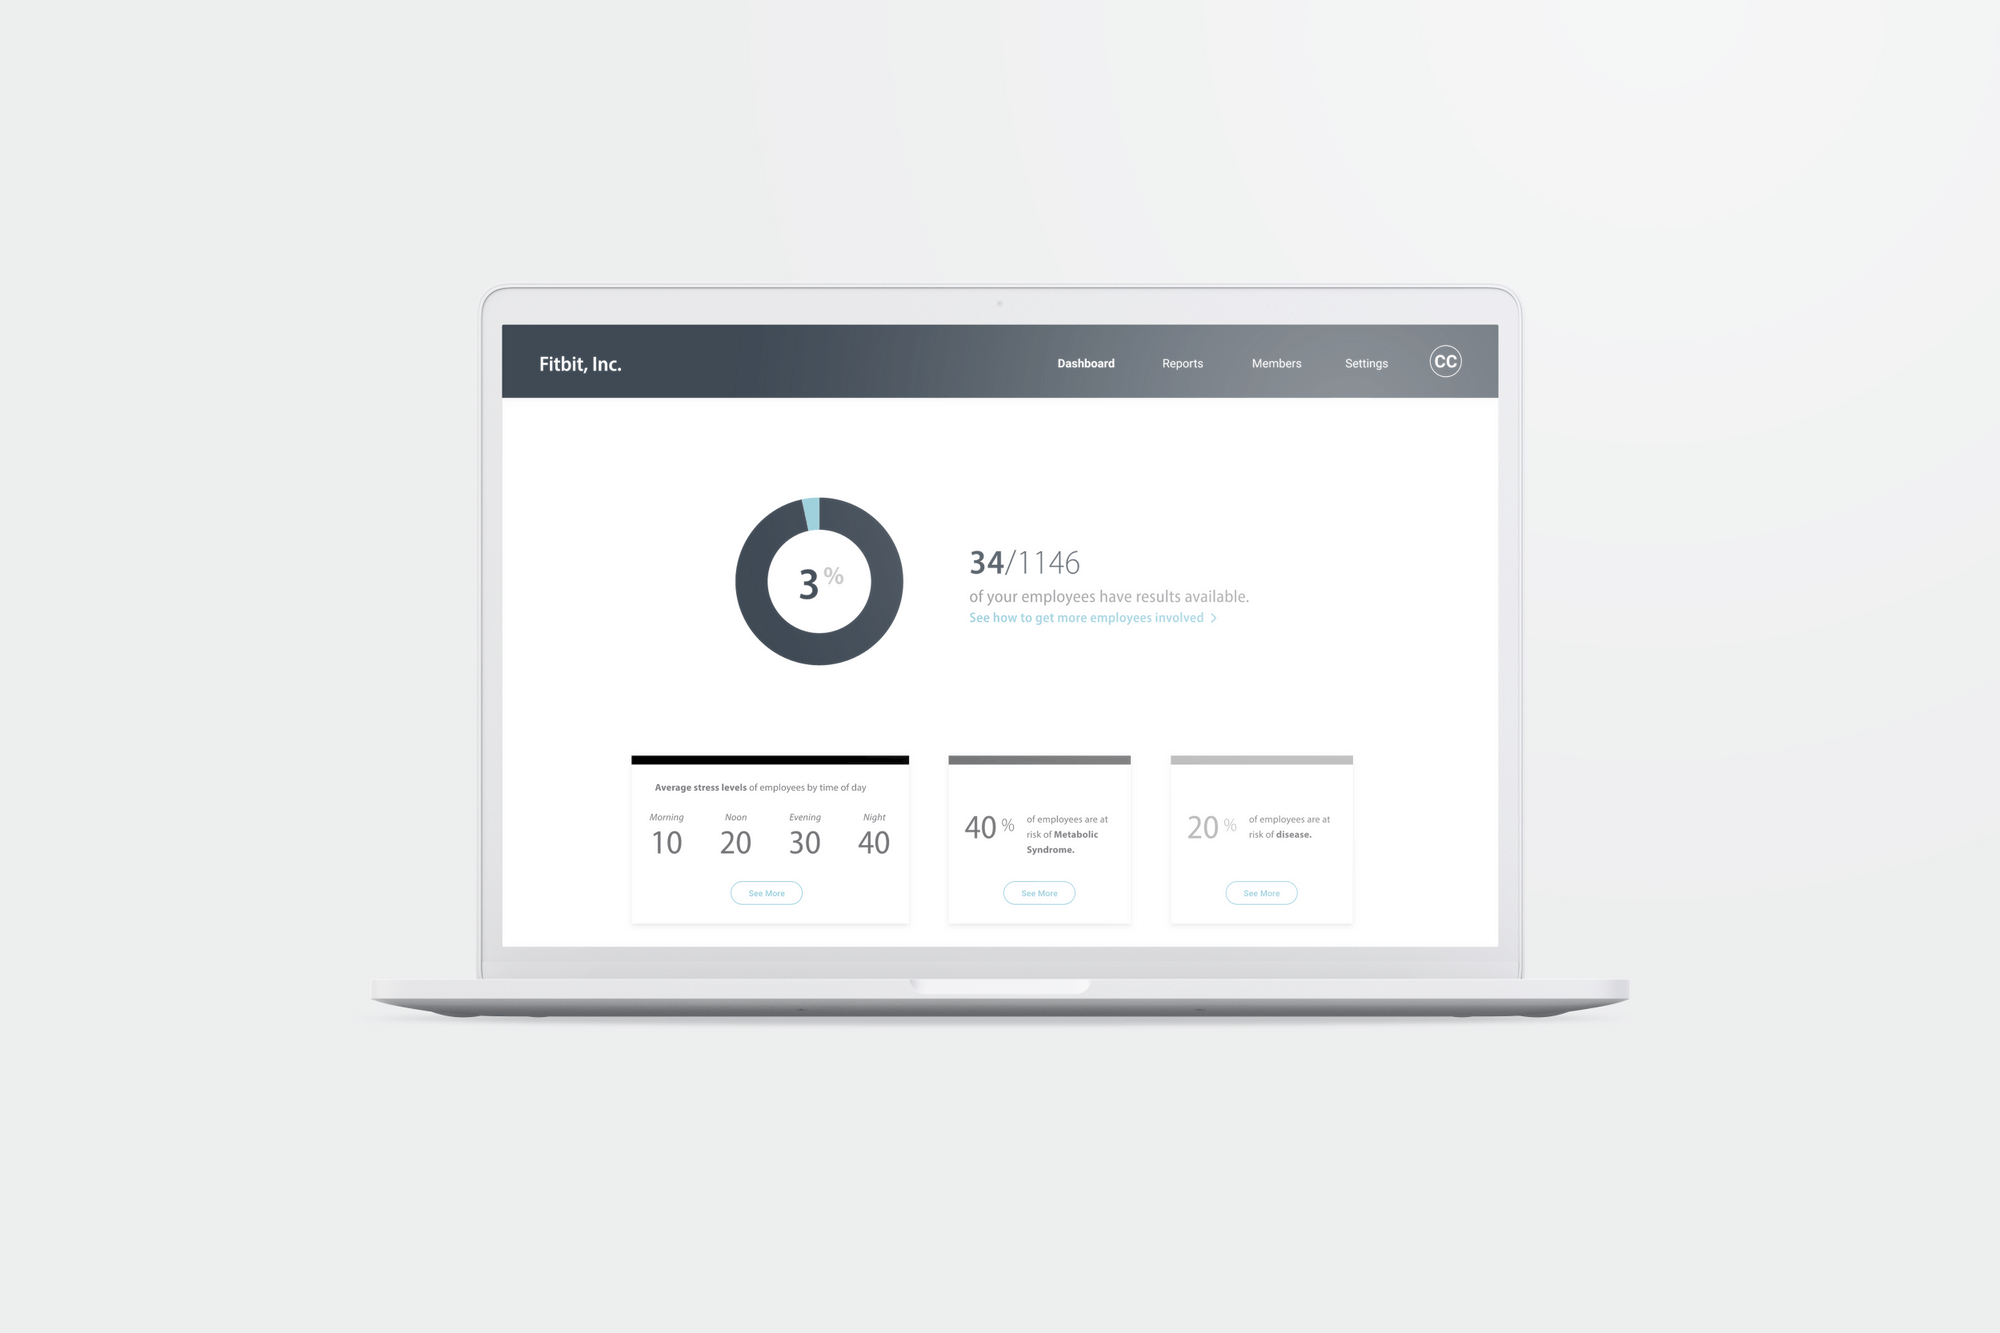 Fitbit, Inc.
Dashboard
Reports
Members
Settings
CC
3%
34/1146
of your employees have results available.
See how to get more employees involved >
Average stress levels of employees by time of day
Morning Noon Evening Night
10 20 30 40
See More
40% of employees are at
risk of Metabolic
Syndrome.
See More
20% of employees are at
risk of disease.
See More